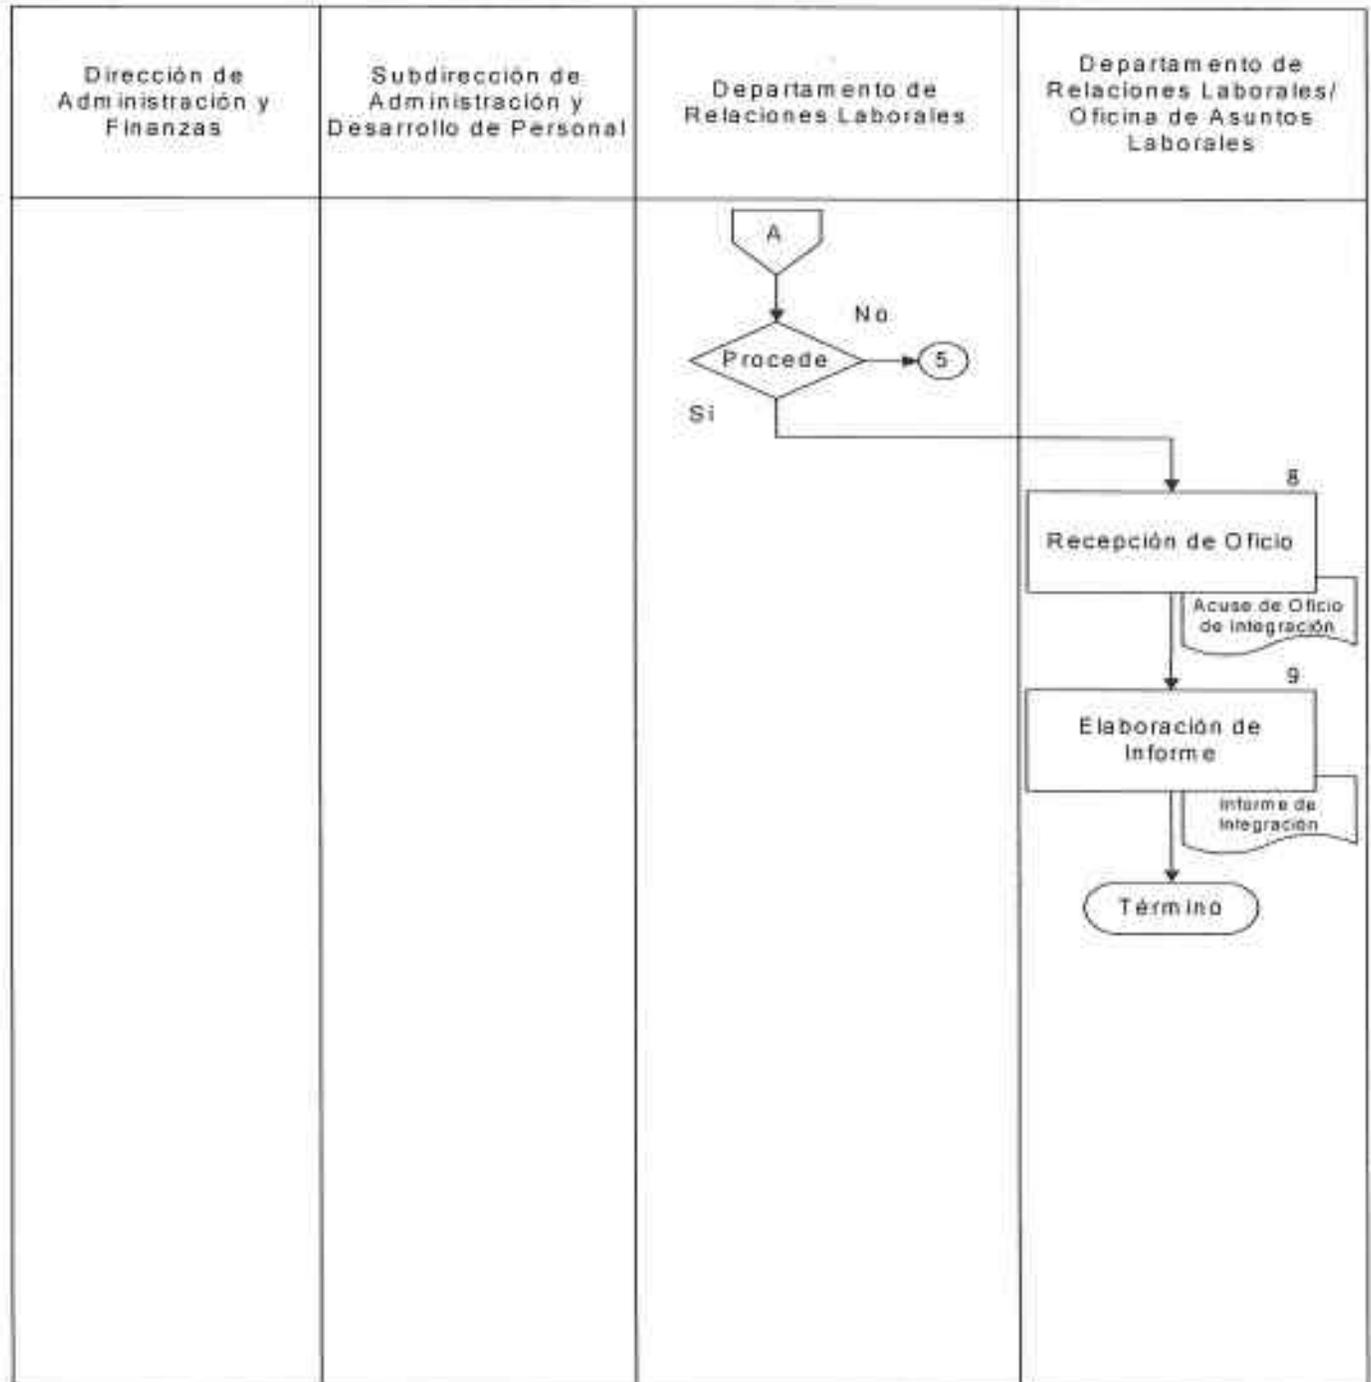 Dirección de
Administración y
Finanzas
Subdirección de
Administración y
Desarrollo de Personal
Departamento de
Relaciones Laborales
Departamento de
Relaciones Laborales/
Oficina de Asuntos
Laborales
A
No
Procede
5
Si
8
Recepción de Oficio
Acuse de Oficio
de Integración
9
Elaboración de
Informe
Informe de
Integración
Término